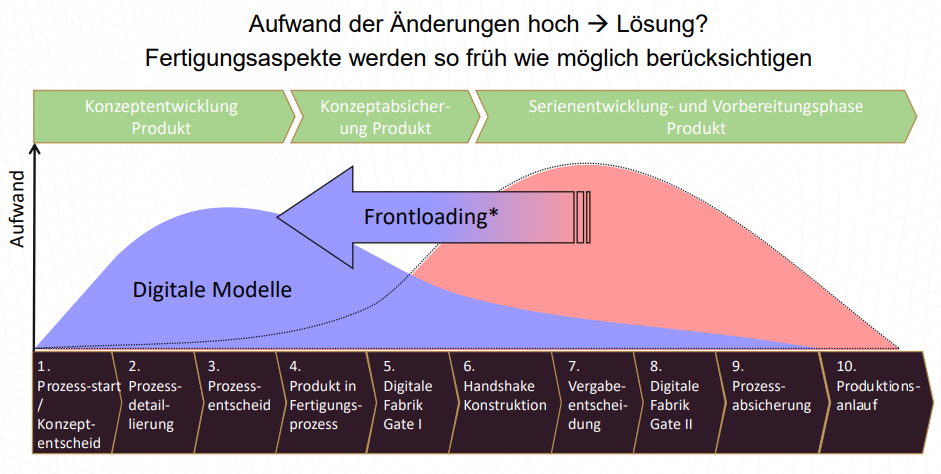 Aufwand der Änderungen hoch → Lösung?
Fertigungsaspekte werden so früh wie möglich berücksichtigen
Konzeptentwicklung
Produkt
Konzeptabsicher-
ung Produkt
Serienentwicklung- und Vorbereitungsphase
Produkt
Aufwand
Frontloading*
Digitale Modelle
1.
Prozess-start
/
Konzept-
entscheid
2.
Prozess-
detail-
lierung
3.
Prozess-
entscheid
4.
Produkt in
Fertigungs-
prozess
5.
Digitale
Fabrik
Gate I
6.
Handshake
Konstruktion
7.
Vergabe-
entschei-
dung
8.
Digitale
Fabrik
Gate II
9.
Prozess-
absicherung
10.
Produktions-
anlauf